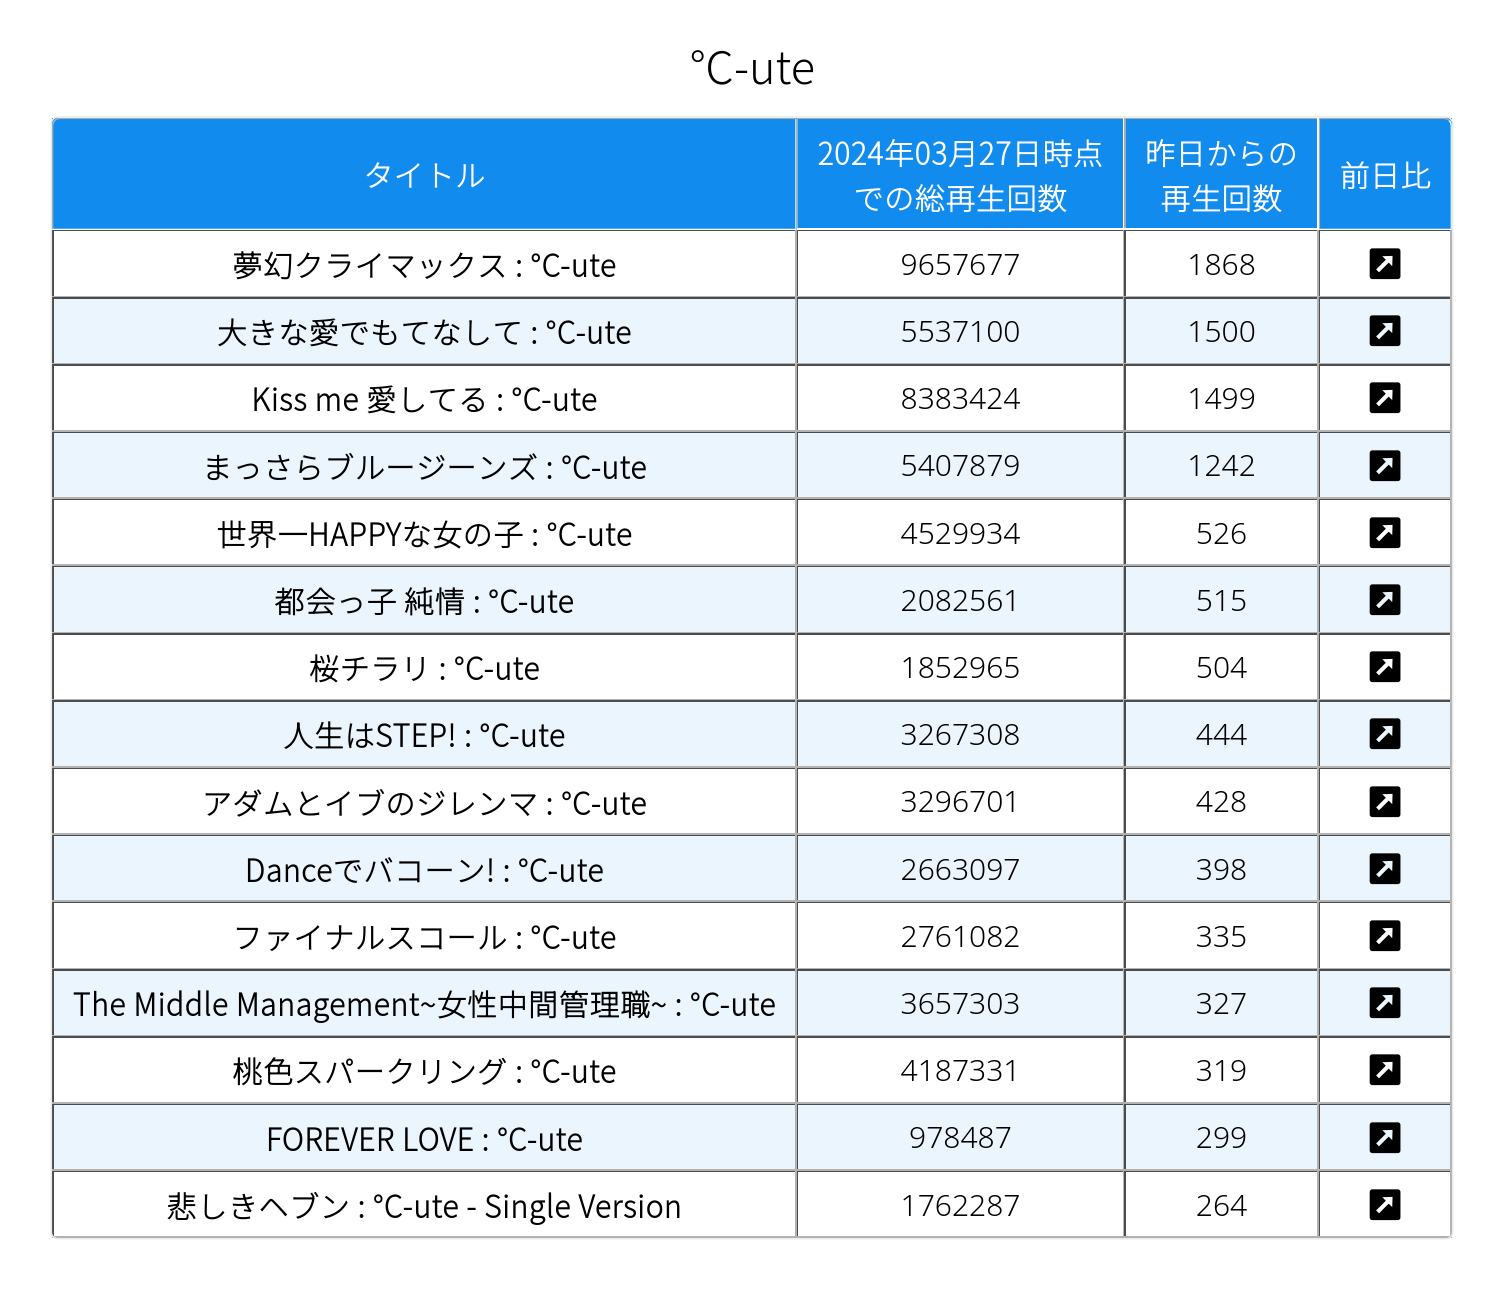 ℃-ute
タイトル
2024年03月27日時点
での総再生回数
昨日からの
再生回数
前日比
夢幻クライマックス : ℃-ute 9657677 1868
大きな愛でもてなして : ℃-ute 5537100 1500
Kiss me 愛してる : ℃-ute 8383424 1499
まっさらブルージーンズ : ℃-ute 5407879 1242
世界一HAPPYな女の子 : ℃-ute 4529934 526
都会っ子 純情 : ℃-ute 2082561 515
桜チラリ : ℃-ute 1852965 504
人生はSTEP! : ℃-ute 3267308 444
アダムとイブのジレンマ : ℃-ute 3296701 428
Danceでバコーン! : ℃-ute 2663097 398
ファイナルスコール : ℃-ute 2761082 335
The Middle Management~女性中間管理職~ : ℃-ute 3657303 327
桃色スパークリング : ℃-ute 4187331 319
FOREVER LOVE : ℃-ute 978487 299
悲しきヘブン : ℃-ute - Single Version 1762287 264